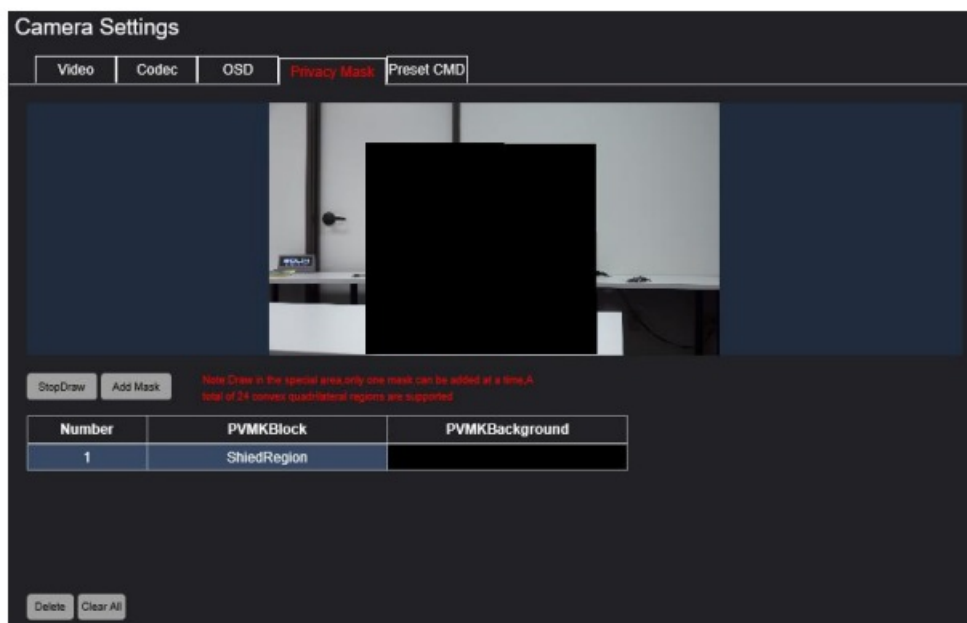 Camera Settings
Video Codec OSD Privacy Mask Preset CMD
StopDraw Add Mask Note:Draw in the special area,only one mask can be added at a time,A
total of 24 convex quadrilateral regions are supported
Number PVMKBlock PVMKBackground
1 ShiedRegion
Delete Clear All